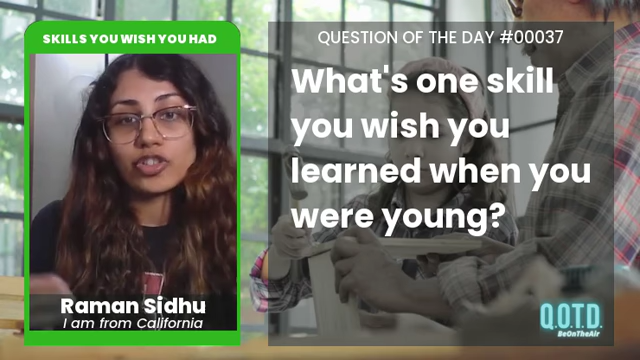 SKILLS YOU WISH YOU HAD
QUESTION OF THE DAY #00037
What's one skill
you wish you
learned when you
were young?
Raman Sidhu
I am from California
Q.O.T.D.
BeOnTheAir